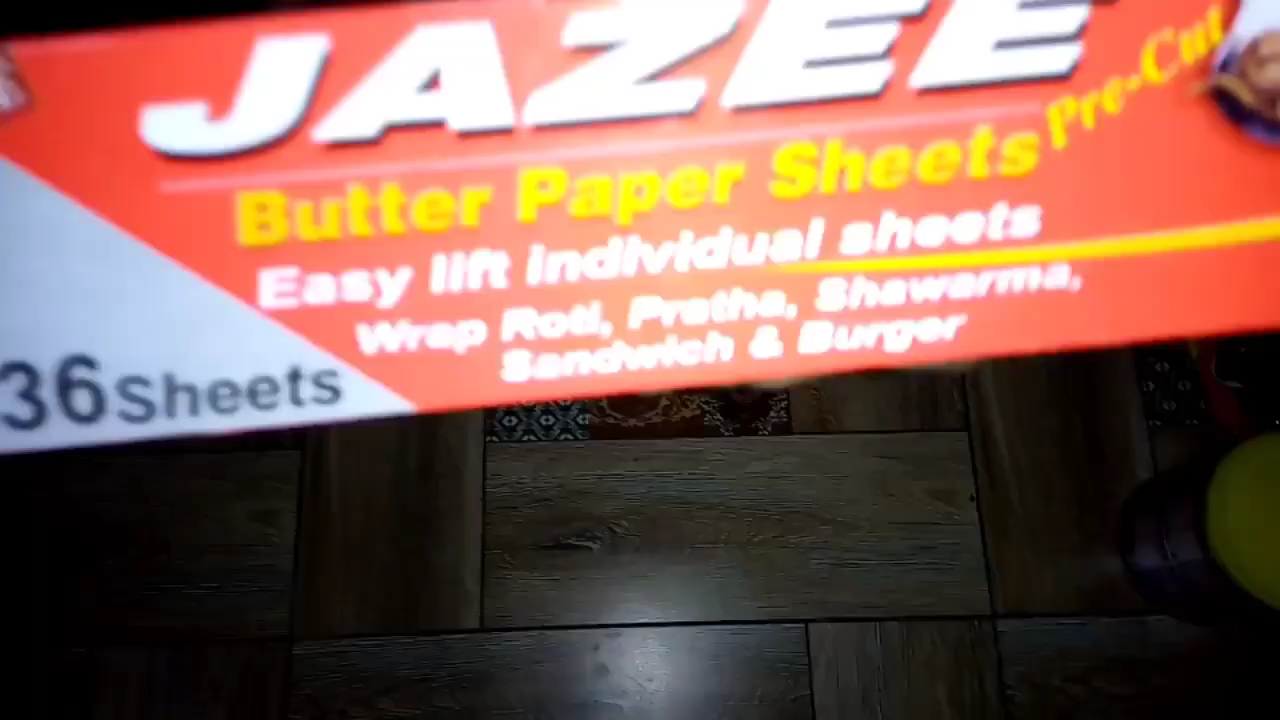 JAZEE
Pre-Cut
Butter Paper Sheets
Easy lift individual sheets
Wrap Roti, Pratha, Shawarma,
Sandwich & Burger
36 Sheets